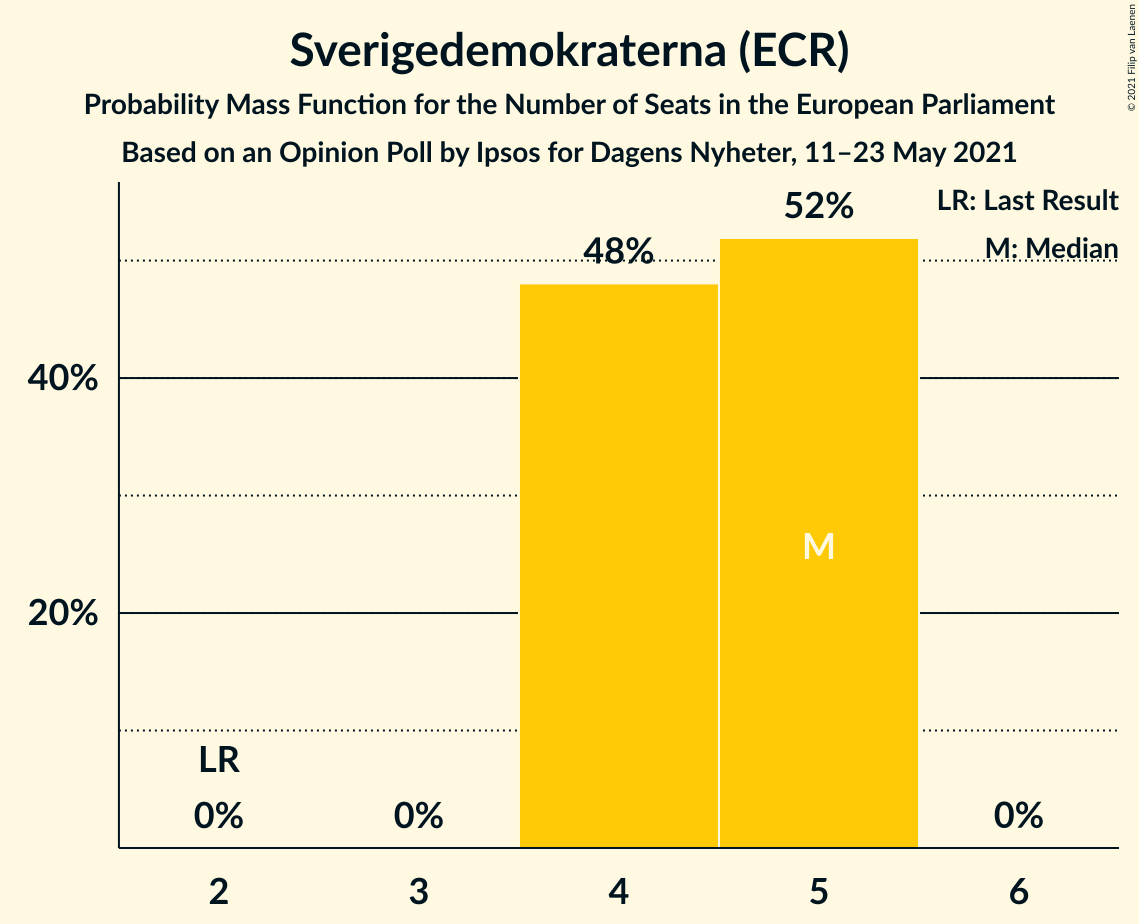 Sverigedemokraterna (ECR)
Probability Mass Function for the Number of Seats in the European Parliament
Based on an Opinion Poll by Ipsos for Dagens Nyheter, 11–23 May 2021
© 2021 Filip van Laenen
LR: Last Result
M: Median
52%
48%
40%
20%
M
LR
0%
0%
0%
2
3
4
5
6